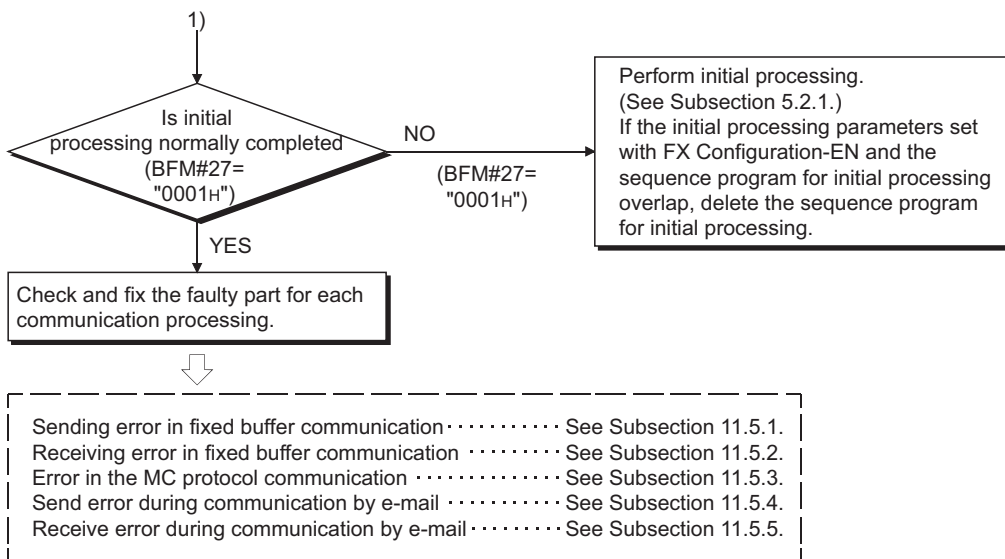 1)
Is initial
processing normally completed
(BFM#27=
"0001H")
NO
(BFM#27=
"0001H")
Perform initial processing.
(See Subsection 5.2.1.)
If the initial processing parameters set
with FX Configuration-EN and the
sequence program for initial processing
overlap, delete the sequence program
for initial processing.
YES
Check and fix the faulty part for each
communication processing.
Sending error in fixed buffer communication · · · · · · · · · · See Subsection 11.5.1.
Receiving error in fixed buffer communication · · · · · · · · · See Subsection 11.5.2.
Error in the MC protocol communication · · · · · · · · · · · · · See Subsection 11.5.3.
Send error during communication by e-mail · · · · · · · · · · See Subsection 11.5.4.
Receive error during communication by e-mail · · · · · · · · See Subsection 11.5.5.